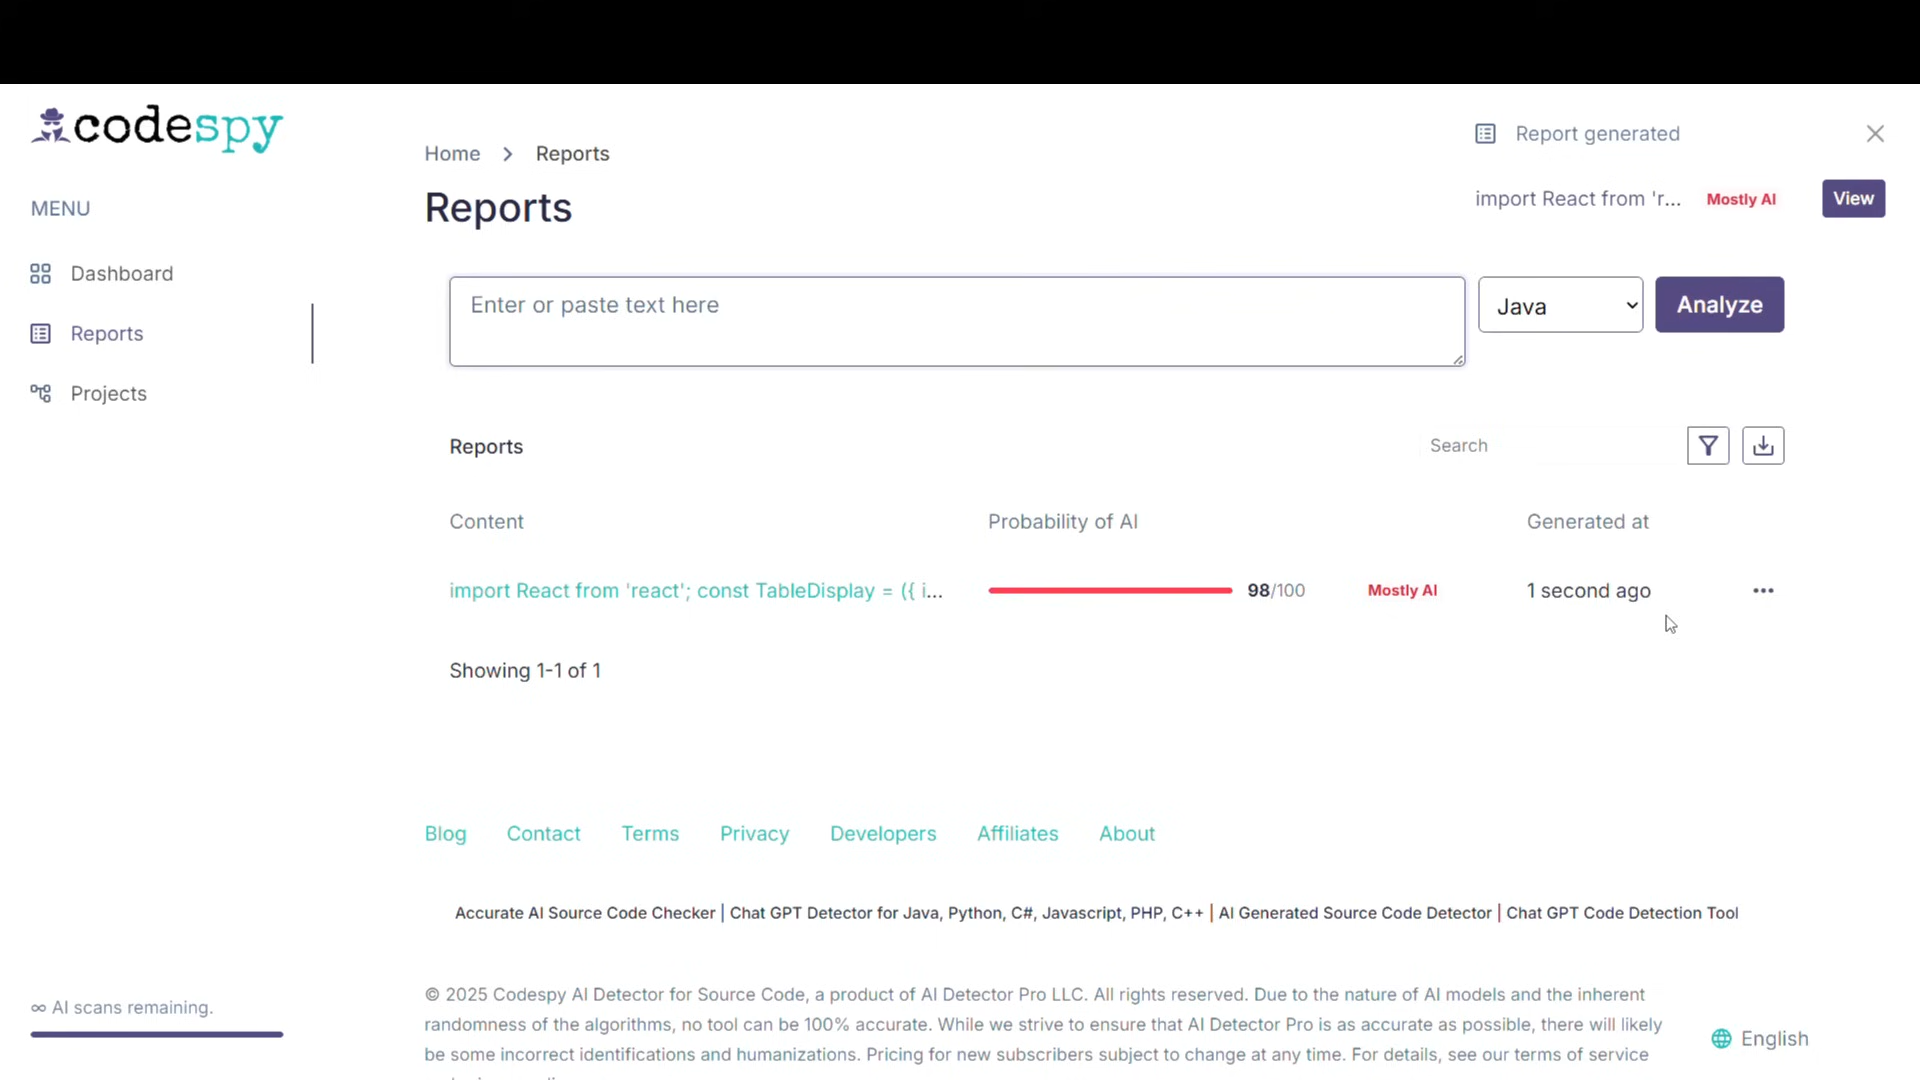 codespy
MENU
Dashboard
Reports
Projects
∞ AI scans remaining.
Home > Reports
Reports
Report generated
import React from 'r... Mostly AI View
Enter or paste text here
Java
Analyze
Reports
Search
Content Probability of AI Generated at
import React from 'react'; const TableDisplay = ({ i... 98/100 Mostly AI 1 second ago
Showing 1-1 of 1
Blog Contact Terms Privacy Developers Affiliates About
Accurate AI Source Code Checker | Chat GPT Detector for Java, Python, C#, Javascript, PHP, C++ | AI Generated Source Code Detector | Chat GPT Code Detection Tool
© 2025 Codespy AI Detector for Source Code, a product of AI Detector Pro LLC. All rights reserved. Due to the nature of AI models and the inherent
randomness of the algorithms, no tool can be 100% accurate. While we strive to ensure that AI Detector Pro is as accurate as possible, there will likely
be some incorrect identifications and humanizations. Pricing for new subscribers subject to change at any time. For details, see our terms of service
English